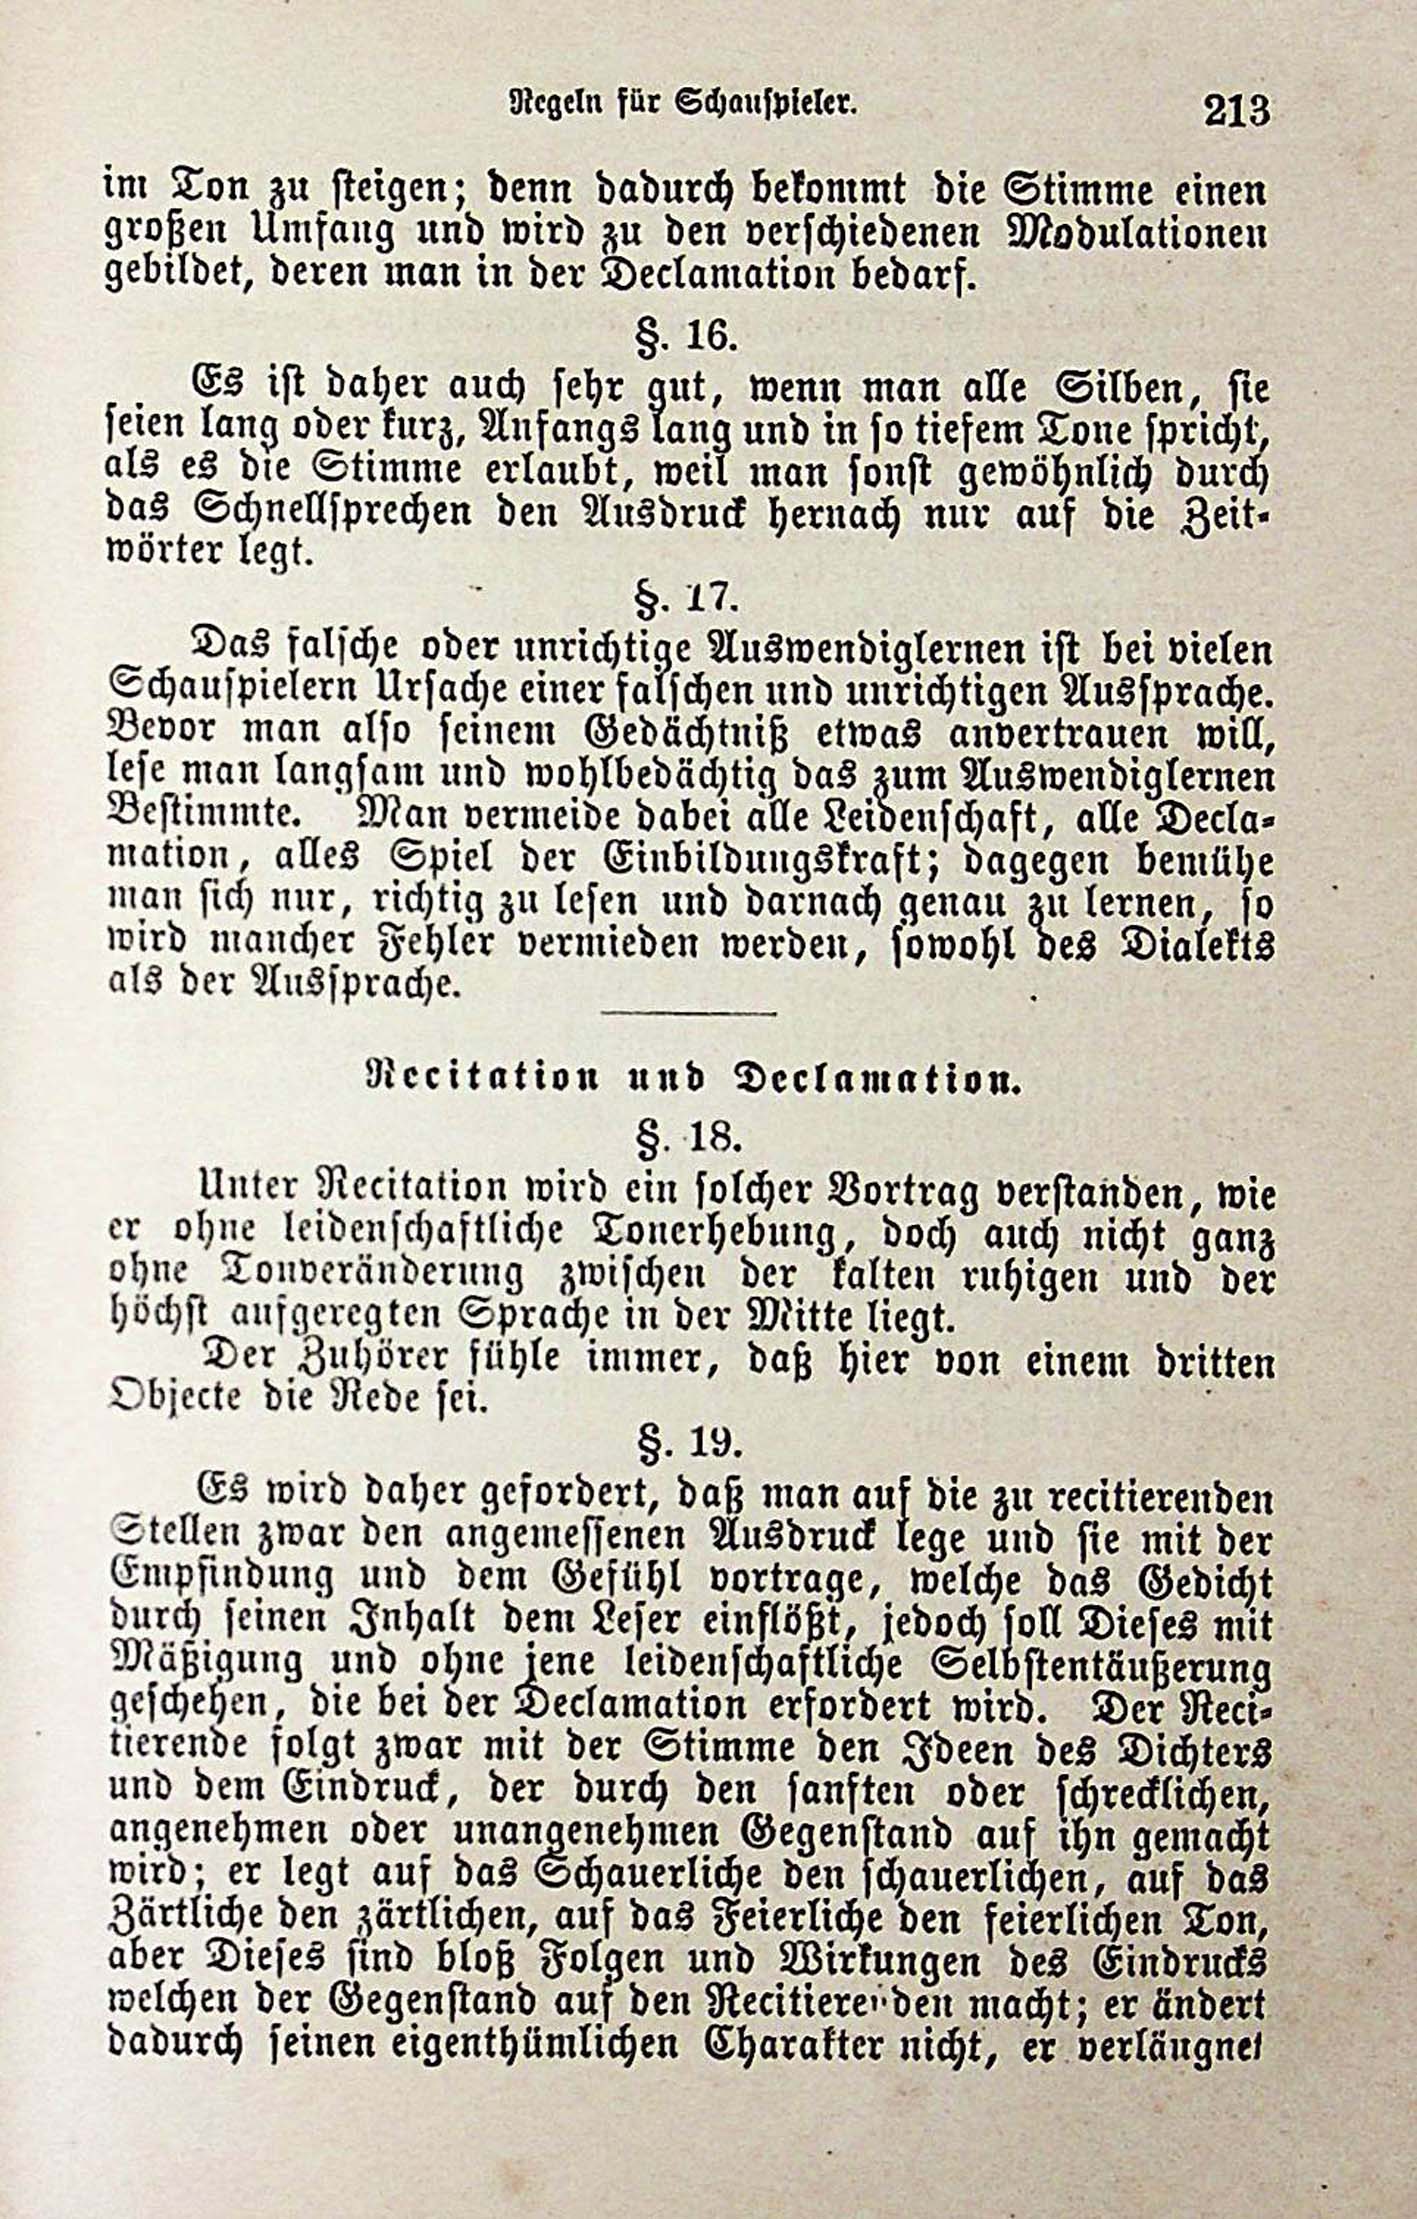 Regeln für Schauspieler. 213
im Ton zu steigen; denn dadurch bekommt die Stimme einen
großen Umfang und wird zu den verschiedenen Modulationen
gebildet, deren man in der Declamation bedarf.
§. 16.
Es ist daher auch sehr gut, wenn man alle Silben, sie
seien lang oder kurz, Anfangs lang und in so tiefem Tone spricht,
als es die Stimme erlaubt, weil man sonst gewöhnlich durch
das Schnellsprechen den Ausdruck hernach nur auf die Zeit-
wörter legt.
§. 17.
Das falsche oder unrichtige Auswendiglernen ist bei vielen
Schauspielern Ursache einer falschen und unrichtigen Aussprache.
Bevor man also seinem Gedächtniß etwas anvertrauen will,
lese man langsam und wohlbedächtig das zum Auswendiglernen
Bestimmte. Man vermeide dabei alle Leidenschaft, alle Decla-
mation, alles Spiel der Einbildungskraft; dagegen bemühe
man sich nur, richtig zu lesen und darnach genau zu lernen, so
wird mancher Fehler vermieden werden, sowohl des Dialekts
als der Aussprache.
Recitation und Declamation.
§. 18.
Unter Recitation wird ein solcher Vortrag verstanden, wie
er ohne leidenschaftliche Tonerhebung, doch auch nicht ganz
ohne Tonveränderung zwischen der kalten ruhigen und der
höchst aufgeregten Sprache in der Mitte liegt.
Der Zuhörer fühle immer, daß hier von einem dritten
Objecte die Rede sei.
§. 19.
Es wird daher gefordert, daß man auf die zu recitierenden
Stellen zwar den angemessenen Ausdruck lege und sie mit der
Empfindung und dem Gefühl vortrage, welche das Gedicht
durch seinen Inhalt dem Leser einflößt, jedoch soll Dieses mit
Mäßigung und ohne jene leidenschaftliche Selbstentäußerung
geschehen, die bei der Declamation erfordert wird. Der Reci-
tierende folgt zwar mit der Stimme den Ideen des Dichters
und dem Eindruck, der durch den sanften oder schrecklichen,
angenehmen oder unangenehmen Gegenstand auf ihn gemacht
wird; er legt auf das Schauerliche den schauerlichen, auf das
Zärtliche den zärtlichen, auf das Feierliche den feierlichen Ton,
aber Dieses sind bloß Folgen und Wirkungen des Eindrucks
welchen der Gegenstand auf den Recitierenden macht; er ändert
dadurch seinen eigenthümlichen Charakter nicht, er verläugnet